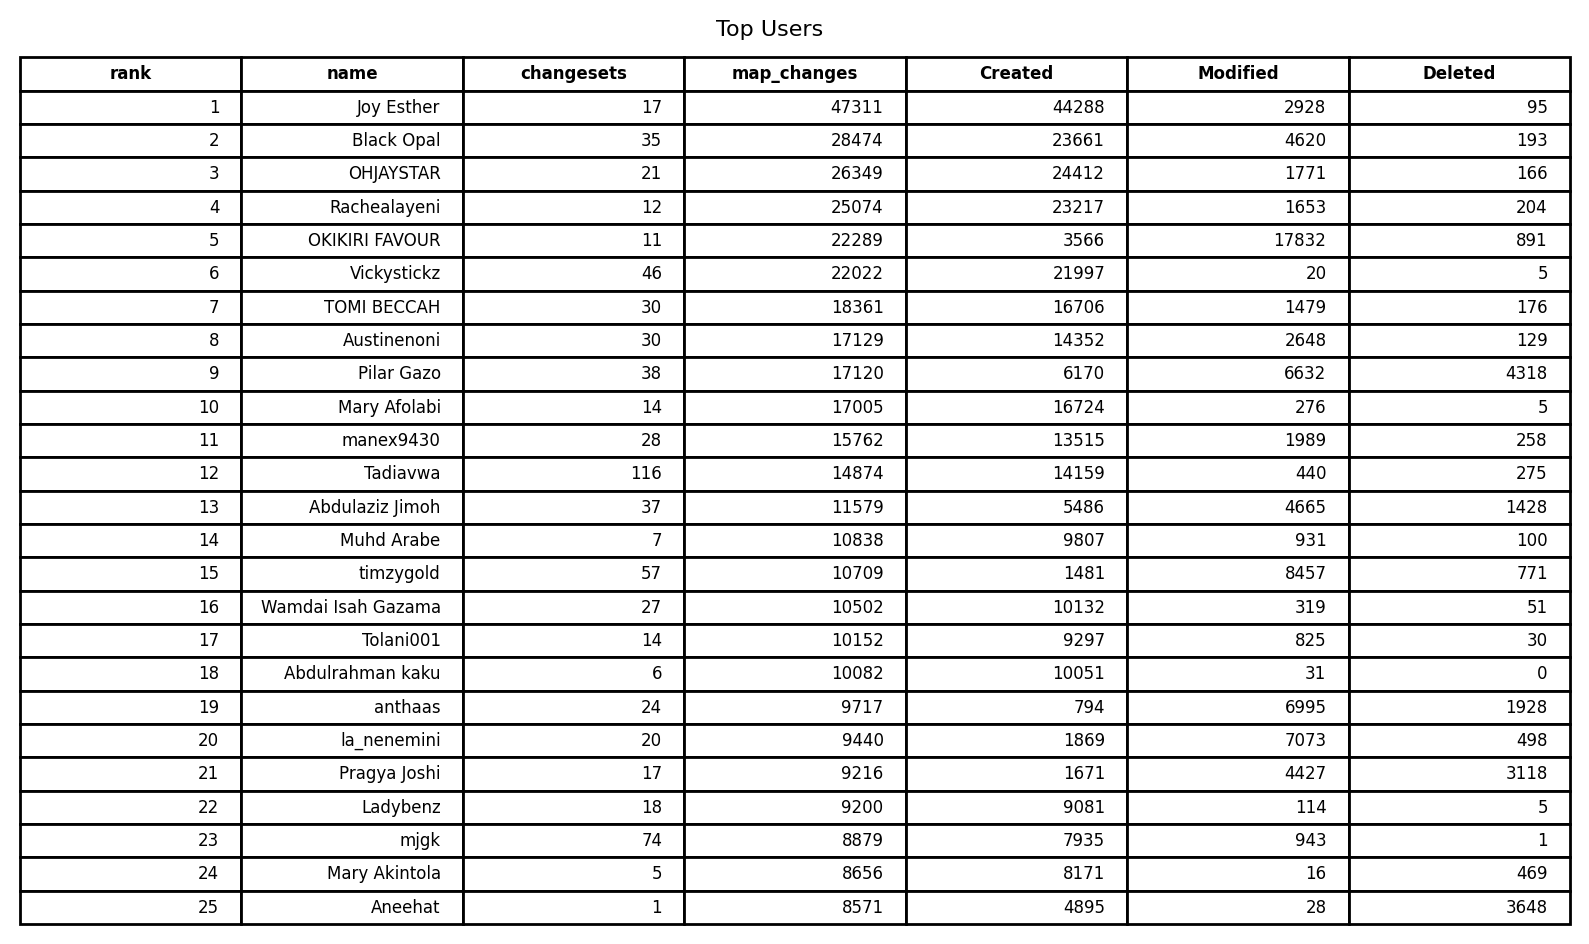 Top Users
rank name changesets map_changes Created Modified Deleted
1 Joy Esther 17 47311 44288 2928 95
2 Black Opal 35 28474 23661 4620 193
3 OHJAYSTAR 21 26349 24412 1771 166
4 Rachealayeni 12 25074 23217 1653 204
5 OKIKIRI FAVOUR 11 22289 3566 17832 891
6 Vickystickz 46 22022 21997 20 5
7 TOMI BECCAH 30 18361 16706 1479 176
8 Austinenoni 30 17129 14352 2648 129
9 Pilar Gazo 38 17120 6170 6632 4318
10 Mary Afolabi 14 17005 16724 276 5
11 manex9430 28 15762 13515 1989 258
12 Tadiavwa 116 14874 14159 440 275
13 Abdulaziz Jimoh 37 11579 5486 4665 1428
14 Muhd Arabe 7 10838 9807 931 100
15 timzygold 57 10709 1481 8457 771
16 Wamdai Isah Gazama 27 10502 10132 319 51
17 Tolani001 14 10152 9297 825 30
18 Abdulrahman kaku 6 10082 10051 31 0
19 anthaas 24 9717 794 6995 1928
20 la_nenemini 20 9440 1869 7073 498
21 Pragya Joshi 17 9216 1671 4427 3118
22 Ladybenz 18 9200 9081 114 5
23 mjgk 74 8879 7935 943 1
24 Mary Akintola 5 8656 8171 16 469
25 Aneehat 1 8571 4895 28 3648